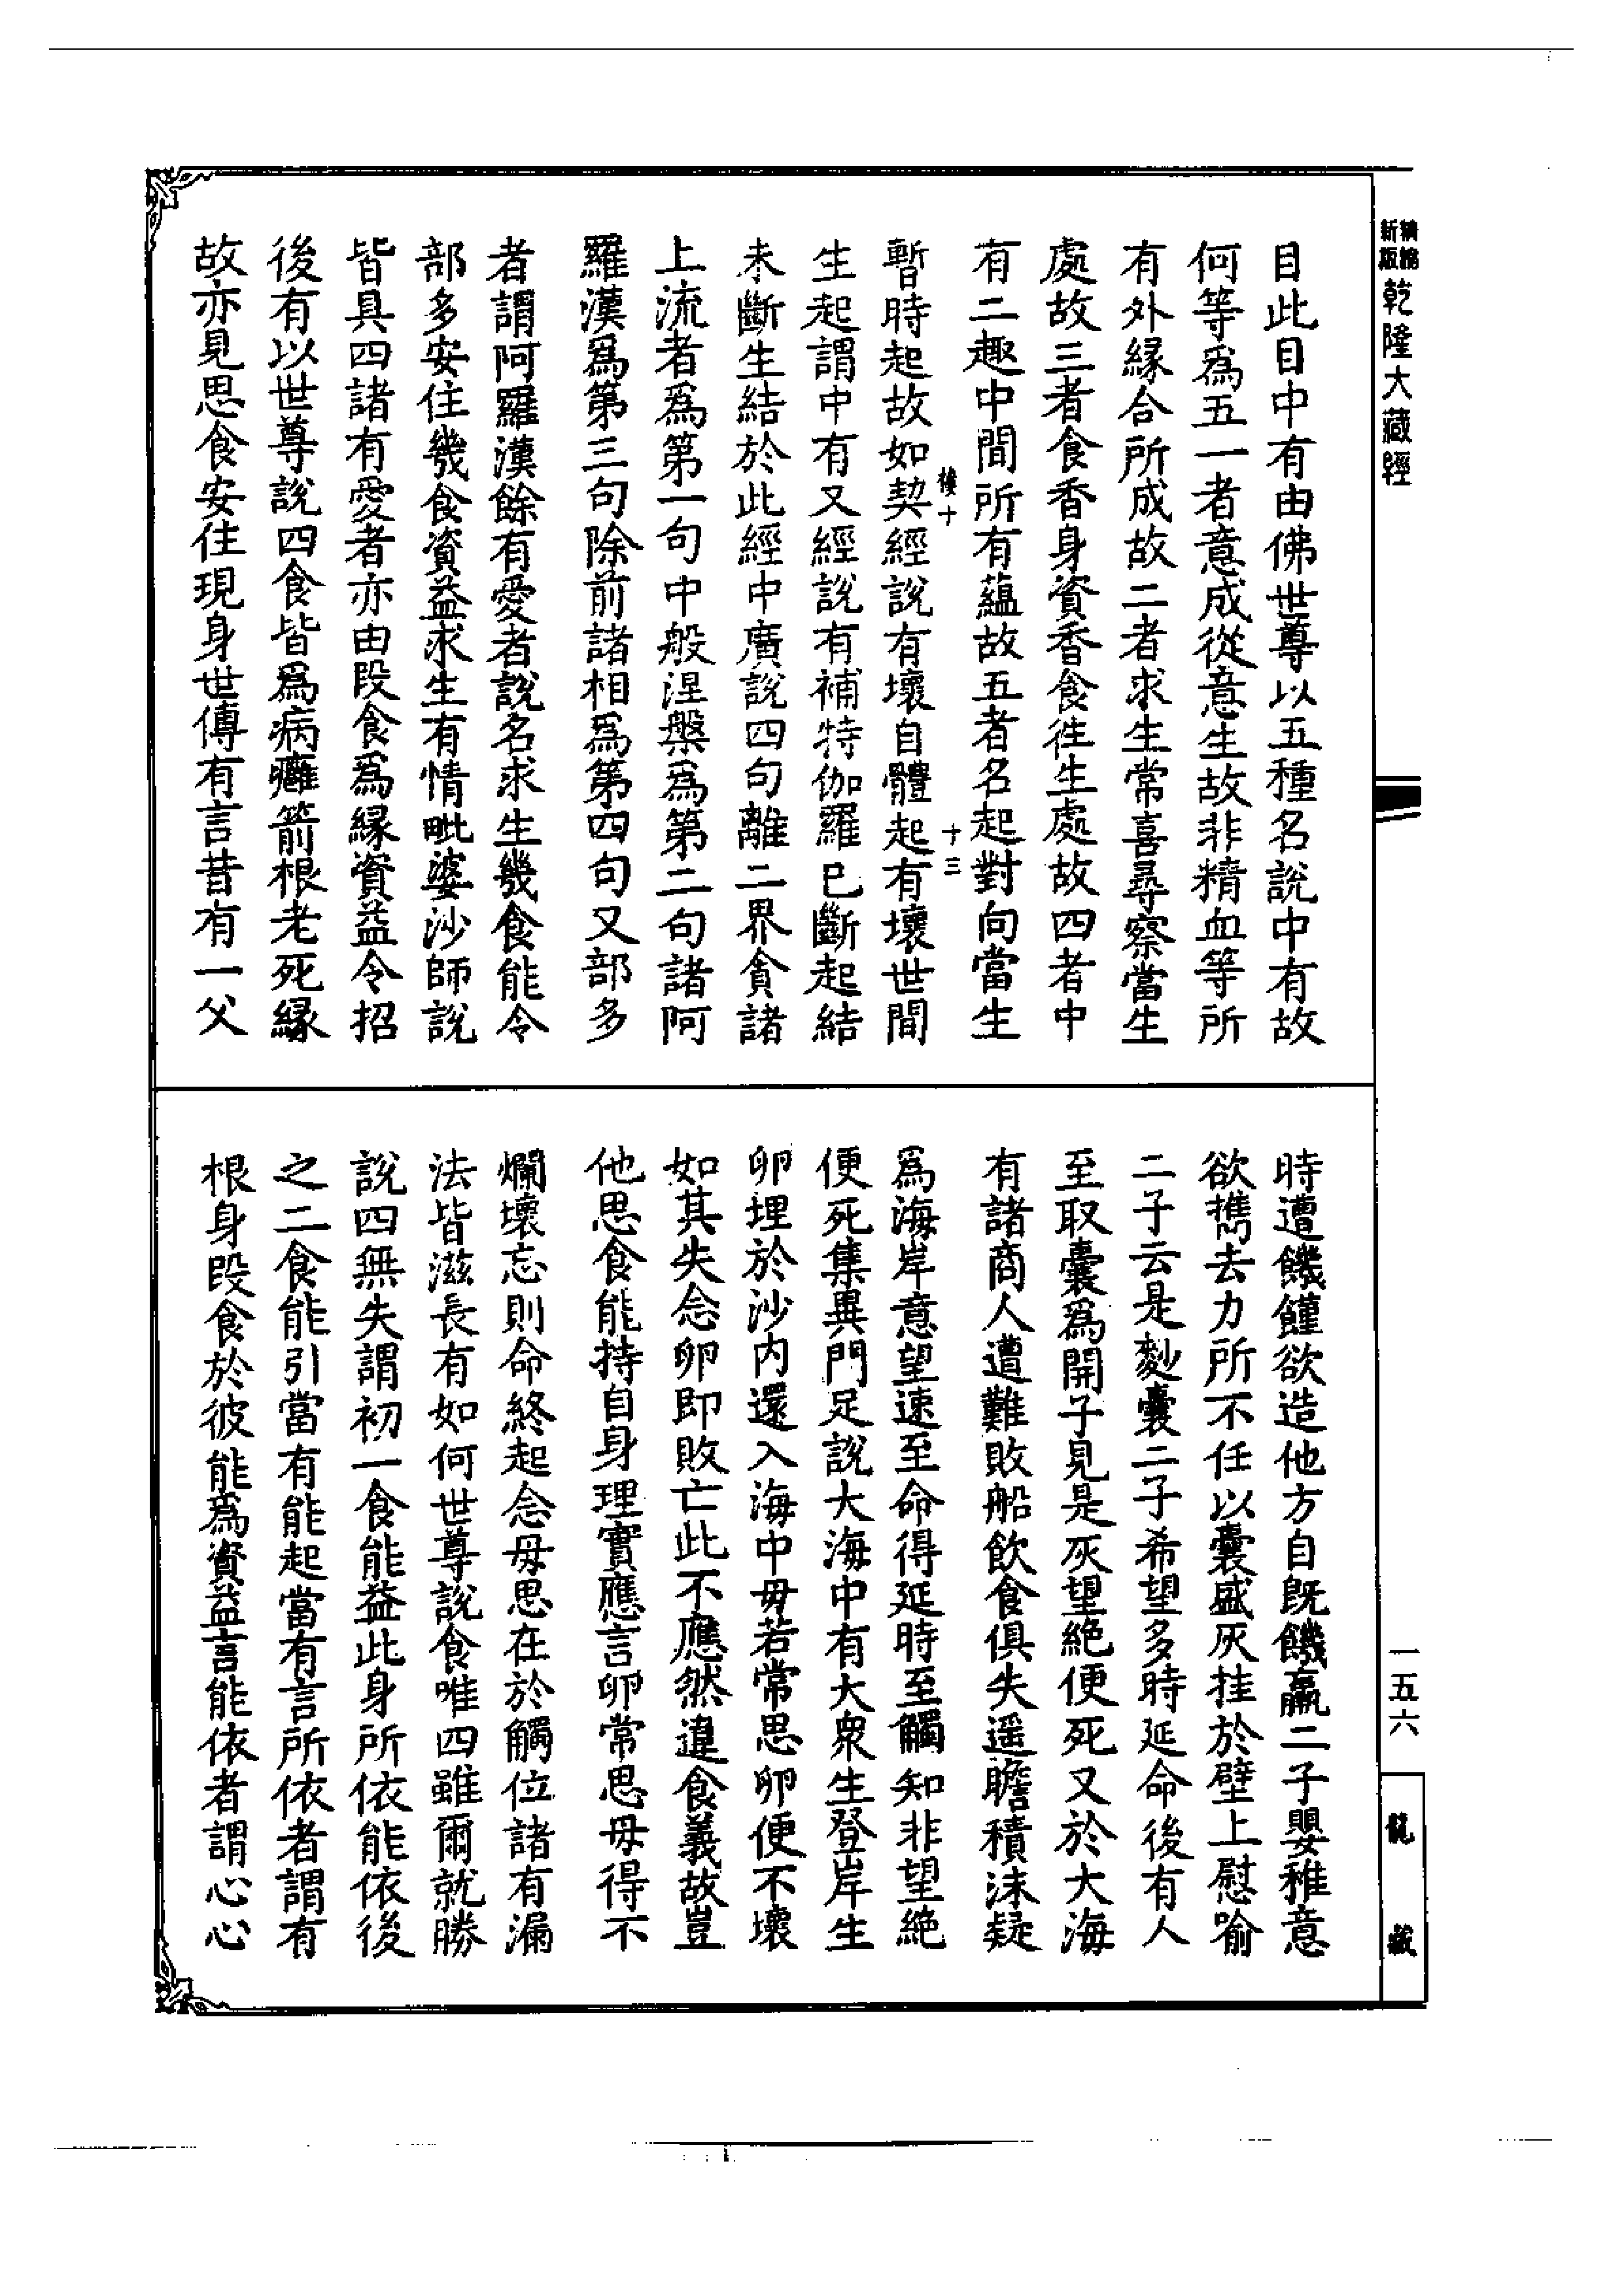 新編縮版乾隆大藏經
目此目中有由佛世尊以五種名說中有故
何等爲五一者意成從意生故非精血等所
有外緣合所成故二者求生常喜尋察當生
處故三者食香身資香食往生處故四者中
有二趣中間所有蘊故五者名起對向當生
樓十
十三
暫時起故如契經說有壞自體起有壞世間
生起謂中有又經說有補特伽羅已斷起結
未斷生結於此經中廣說四句離二界貪諸
上流者爲第一句中般涅槃爲第二句諸阿
羅漢爲第三句除前諸相爲第四句又部多
者謂阿羅漢餘有愛者說名求生幾食能令
部多安住幾食資益求生有情毗婆沙師說
皆具四諸有愛者亦由段食爲緣資益令招
後有以世尊說四食皆爲病癰箭根老死緣
故亦見思食安住現身世傳有言昔有一父
時遭饑饉欲造他方自旣饑羸二子嬰稚意
欲攜去力所不任以囊盛灰挂於壁上慰喻
二子云是麨囊二子希望多時延命後有人
至取囊爲開子見是灰望絕便死又於大海
有諸商人遭難敗船飲食俱失遥瞻積沫疑
爲海岸意望速至命得延時至觸知非望絕
便死集異門足說大海中有大衆生登岸生
卵埋於沙内還入海中母若常思卵便不壞
如其失念卵即敗亡此不應然違食義故豈
他思食能持自身理實應言卵常思母得不
爛壞忘則命終起念母思在於觸位諸有漏
法皆滋長有如何世尊說食唯四雖爾就勝
說四無失謂初一食能益此身所依能依後
之二食能引當有能起當有言所依者謂有
根身段食於彼能爲資益言能依者謂心心
一五六
龍藏